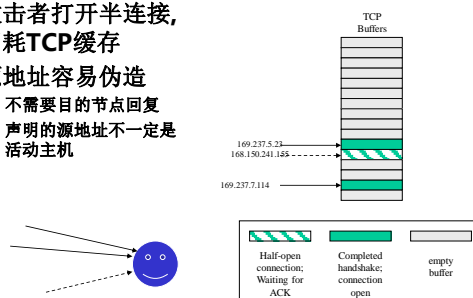 击者打开半连接,
耗TCP缓存
地址容易伪造
不需要目的节点回复
声明的源地址不一定是
活动主机
TCP
Buffers
169.237.5.23
168.150.241.155
169.237.7.114
Half-open
connection;
Waiting for
ACK
Completed
handshake;
connection
open
empty
buffer